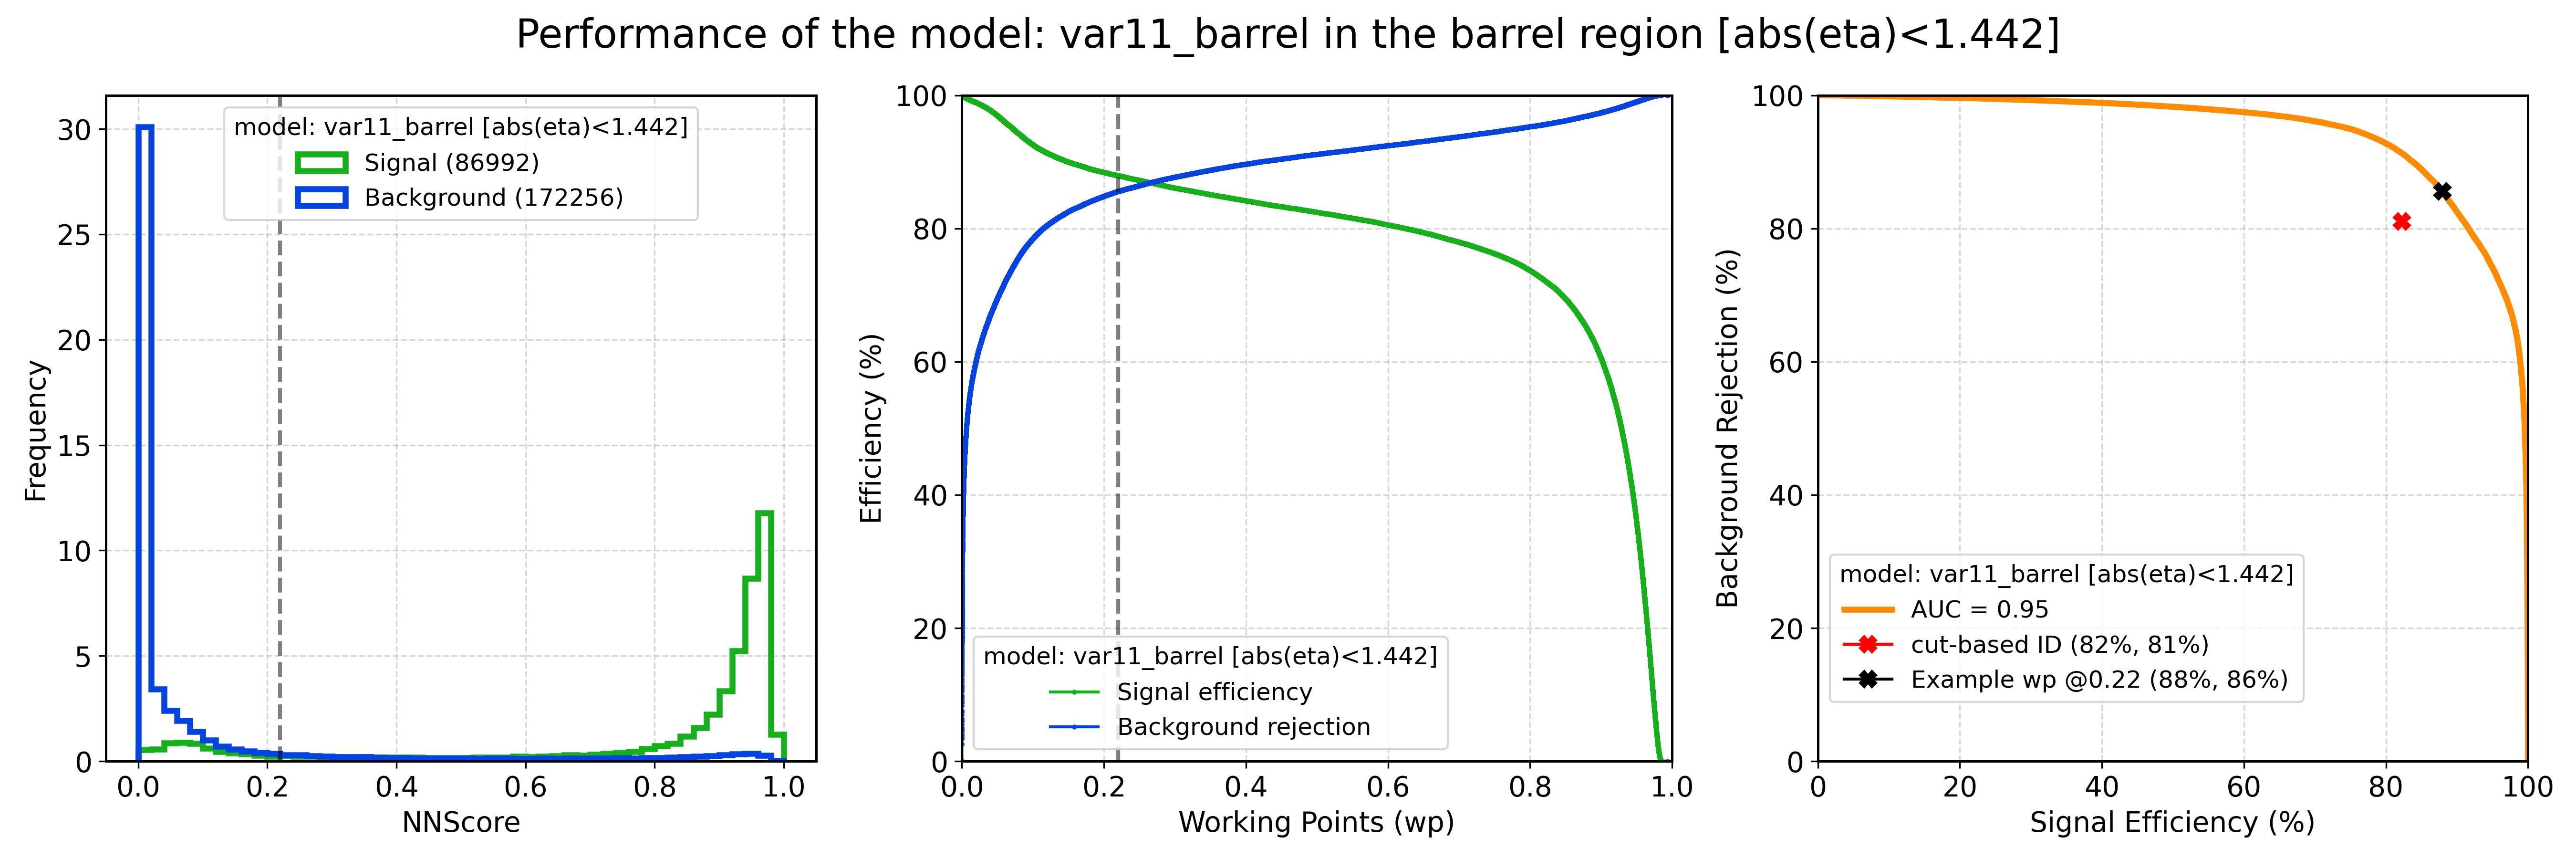 Performance of the model: var11_barrel in the barrel region [abs(eta)<1.442]
30
25
20
15
10
5
0
Frequency
model: var11_barrel [abs(eta)<1.442]
Signal (86992)
Background (172256)
0.0 0.2 0.4 0.6 0.8 1.0
NNScore
100
80
60
40
20
0
Efficiency (%)
model: var11_barrel [abs(eta)<1.442]
Signal efficiency
Background rejection
0.0 0.2 0.4 0.6 0.8 1.0
Working Points (wp)
100
80
60
40
20
0
Background Rejection (%)
model: var11_barrel [abs(eta)<1.442]
AUC = 0.95
cut-based ID (82%, 81%)
Example wp @0.22 (88%, 86%)
0 20 40 60 80 100
Signal Efficiency (%)